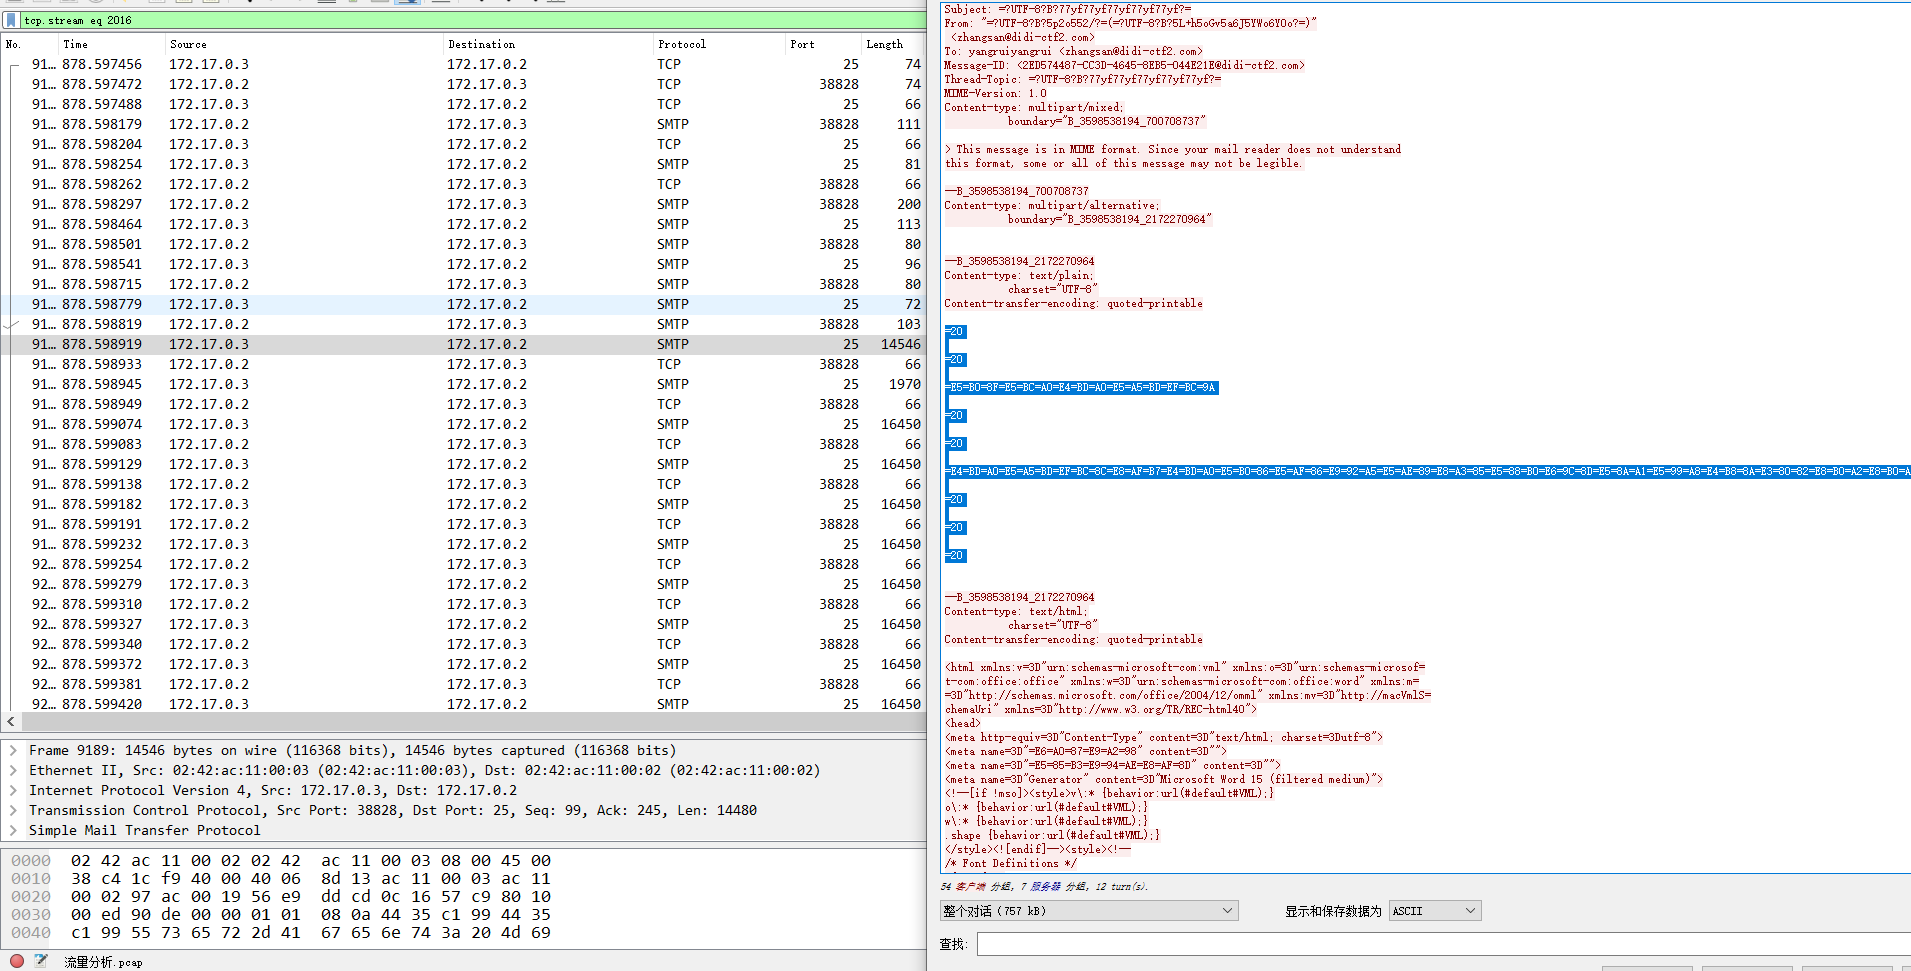 tcp.stream eq 2016
No. Time Source Destination Protocol Port Length
91… 878.597456 172.17.0.3 172.17.0.2 TCP 25 74
91… 878.597472 172.17.0.2 172.17.0.3 TCP 38828 74
91… 878.597488 172.17.0.3 172.17.0.2 TCP 25 66
91… 878.598179 172.17.0.2 172.17.0.3 SMTP 38828 111
91… 878.598204 172.17.0.3 172.17.0.2 TCP 25 66
91… 878.598254 172.17.0.3 172.17.0.2 SMTP 25 81
91… 878.598262 172.17.0.2 172.17.0.3 TCP 38828 66
91… 878.598297 172.17.0.2 172.17.0.3 SMTP 38828 200
91… 878.598464 172.17.0.3 172.17.0.2 SMTP 25 113
91… 878.598501 172.17.0.2 172.17.0.3 SMTP 38828 80
91… 878.598541 172.17.0.3 172.17.0.2 SMTP 25 96
91… 878.598715 172.17.0.2 172.17.0.3 SMTP 38828 80
91… 878.598779 172.17.0.3 172.17.0.2 SMTP 25 72
91… 878.598819 172.17.0.2 172.17.0.3 SMTP 38828 103
91… 878.598919 172.17.0.3 172.17.0.2 SMTP 25 14546
91… 878.598933 172.17.0.2 172.17.0.3 TCP 38828 66
91… 878.598945 172.17.0.3 172.17.0.2 SMTP 25 1970
91… 878.598949 172.17.0.2 172.17.0.3 TCP 38828 66
91… 878.599074 172.17.0.3 172.17.0.2 SMTP 25 16450
91… 878.599083 172.17.0.2 172.17.0.3 TCP 38828 66
91… 878.599129 172.17.0.3 172.17.0.2 SMTP 25 16450
91… 878.599138 172.17.0.2 172.17.0.3 TCP 38828 66
91… 878.599182 172.17.0.3 172.17.0.2 SMTP 25 16450
91… 878.599191 172.17.0.2 172.17.0.3 TCP 38828 66
91… 878.599232 172.17.0.3 172.17.0.2 SMTP 25 16450
92… 878.599254 172.17.0.2 172.17.0.3 TCP 38828 66
92… 878.599279 172.17.0.3 172.17.0.2 SMTP 25 16450
92… 878.599310 172.17.0.2 172.17.0.3 TCP 38828 66
92… 878.599327 172.17.0.3 172.17.0.2 SMTP 25 16450
92… 878.599340 172.17.0.2 172.17.0.3 TCP 38828 66
92… 878.599372 172.17.0.3 172.17.0.2 SMTP 25 16450
92… 878.599381 172.17.0.2 172.17.0.3 TCP 38828 66
92… 878.599420 172.17.0.3 172.17.0.2 SMTP 25 16450
Frame 9189: 14546 bytes on wire (116368 bits), 14546 bytes captured (116368 bits)
Ethernet II, Src: 02:42:ac:11:00:03 (02:42:ac:11:00:03), Dst: 02:42:ac:11:00:02 (02:42:ac:11:00:02)
Internet Protocol Version 4, Src: 172.17.0.3, Dst: 172.17.0.2
Transmission Control Protocol, Src Port: 38828, Dst Port: 25, Seq: 99, Ack: 245, Len: 14480
Simple Mail Transfer Protocol
0000 02 42 ac 11 00 02 02 42 ac 11 00 03 08 00 45 00
0010 38 c4 1c f9 40 00 40 06 8d 13 ac 11 00 03 ac 11
0020 00 02 97 ac 00 19 56 e9 dd cd 0c 16 57 c9 80 10
0030 00 ed 90 de 00 00 01 01 08 0a 44 35 c1 99 44 35
0040 c1 99 55 73 65 72 2d 41 67 65 6e 74 3a 20 4d 69
流量分析.pcap
Subject: =?UTF-8?B?77yf77yf77yf77yf77yf?=
From: "=?UTF-8?B?5p2o552/?=(=?UTF-8?B?5L+h5oGv5a6J5YWo6YOo?=)"
<zhangsan@didi-ctf2.com>
To: yangruiyangrui <zhangsan@didi-ctf2.com>
Message-ID: <2ED574487-CC3D-4645-8EB5-044E21E@didi-ctf2.com>
Thread-Topic: =?UTF-8?B?77yf77yf77yf77yf77yf?=
MIME-Version: 1.0
Content-type: multipart/mixed;
boundary="B_3598538194_700708737"
> This message is in MIME format. Since your mail reader does not understand
this format, some or all of this message may not be legible.
--B_3598538194_700708737
Content-type: multipart/alternative;
boundary="B_3598538194_2172270964"
--B_3598538194_2172270964
Content-type: text/plain;
charset="UTF-8"
Content-transfer-encoding: quoted-printable
=20
=20
=E5=B0=8F=E5=BC=A0=E4=BD=A0=E5=A5=BD=EF=BC=9A
=20
=20
=E4=BD=A0=E5=A5=BD=EF=BC=8C=E8=AF=B7=E4=BD=A0=E5=B0=86=E5=AF=86=E9=92=A5=E5=AE=89=E8=A3=85=E5=88=B0=E6=9C=8D=E5=8A=A1=E5=99=A8=E4=B8=8A=E3=80=82=E8=B0=A2=E8=B0=A
=20
=20
=20
--B_3598538194_2172270964
Content-type: text/html;
charset="UTF-8"
Content-transfer-encoding: quoted-printable
<html xmlns:v=3D"urn:schemas-microsoft-com:vml" xmlns:o=3D"urn:schemas-microsof=
t-com:office:office" xmlns:w=3D"urn:schemas-microsoft-com:office:word" xmlns:m=
=3D"http://schemas.microsoft.com/office/2004/12/omml" xmlns:mv=3D"http://macVmlS=
chemaUri" xmlns=3D"http://www.w3.org/TR/REC-html40">
<head>
<meta http-equiv=3D"Content-Type" content=3D"text/html; charset=3Dutf-8">
<meta name=3D"=E6=A0=87=E9=A2=98" content=3D"">
<meta name=3D"=E5=85=B3=E9=94=AE=E8=AF=8D" content=3D"">
<meta name=3D"Generator" content=3D"Microsoft Word 15 (filtered medium)">
<!--[if !mso]><style>v\:* {behavior:url(#default#VML);}
o\:* {behavior:url(#default#VML);}
w\:* {behavior:url(#default#VML);}
.shape {behavior:url(#default#VML);}
</style><![endif]--><style><!--
/* Font Definitions */
54 客户端 分组, 7 服务器 分组, 12 turn(s).
整个对话 (757 kB)
显示和保存数据为 ASCII
查找: